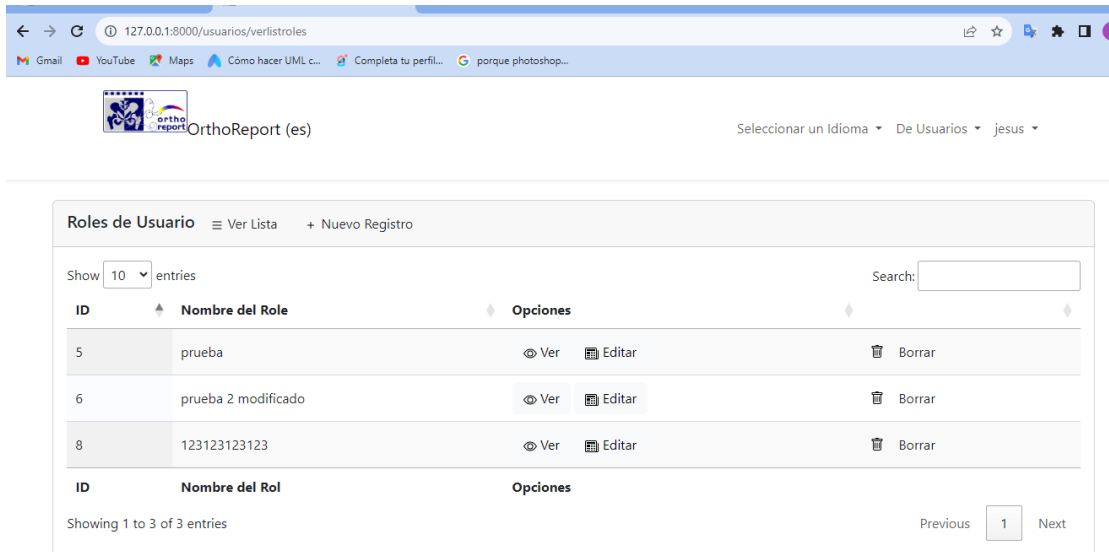 127.0.0.1:8000/usuarios/verlistroles
Gmail YouTube Maps Cómo hacer UML c... Completa tu perfil... porque photoshop...
ortho
report
OrthoReport (es) Seleccionar un Idioma De Usuarios jesus
Roles de Usuario Ver Lista + Nuevo Registro
Show 10 entries Search:
ID Nombre del Role Opciones
5 prueba Ver Editar Borrar
6 prueba 2 modificado Ver Editar Borrar
8 123123123123 Ver Editar Borrar
ID Nombre del Rol Opciones
Showing 1 to 3 of 3 entries Previous 1 Next